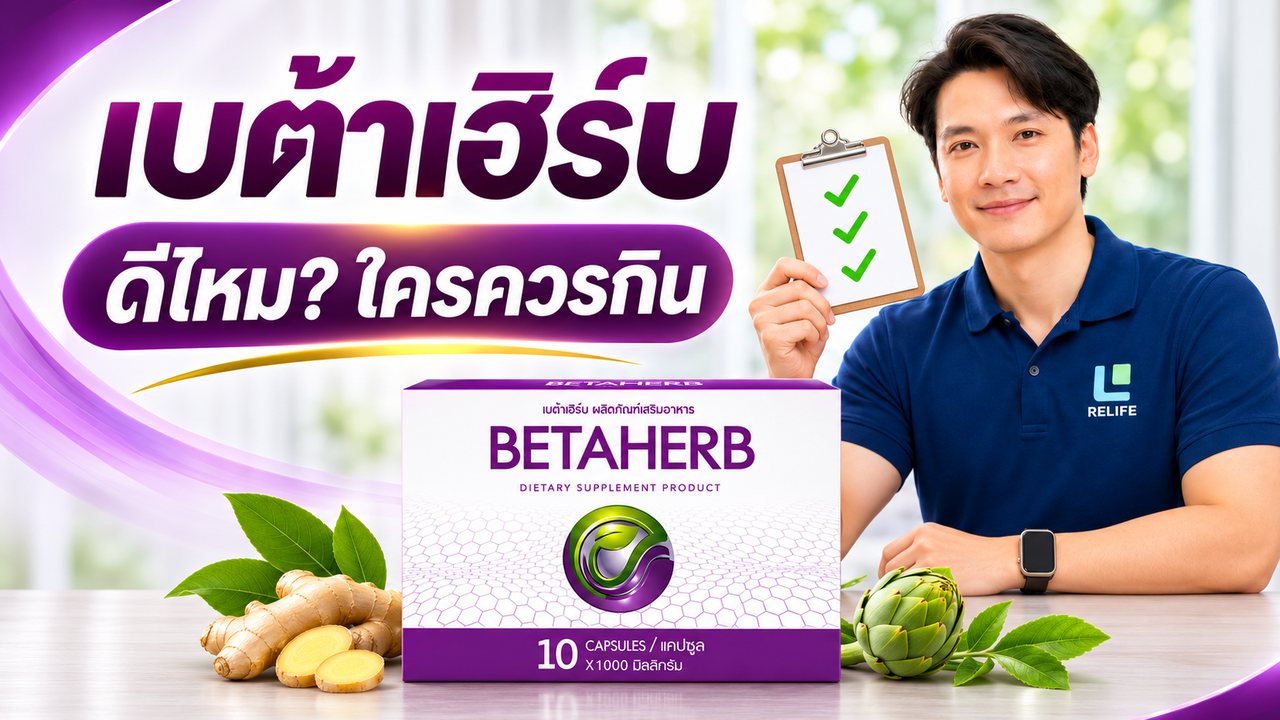 เบต้าเฮิร์บ
ดีไหม? ใครควรกิน
RELIFE
BETAHERB
เบต้าเฮิร์บ ผลิตภัณฑ์เสริมอาหาร
BETAHERB
DIETARY SUPPLEMENT PRODUCT
10 CAPSULES / แคปซูล
X 1000 มิลลิกรัม